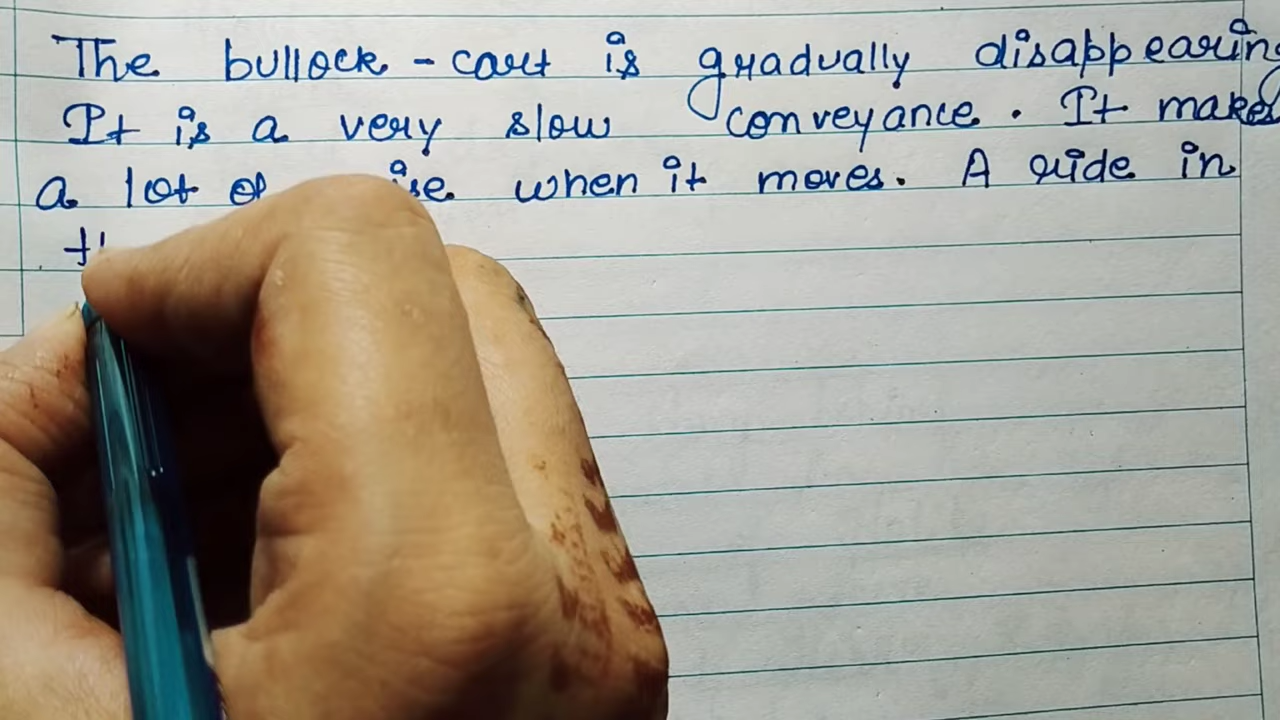 The bullock-cart is gradually disappearing
It is a very slow conveyance. It makes
a lot of when it moves. A ride in